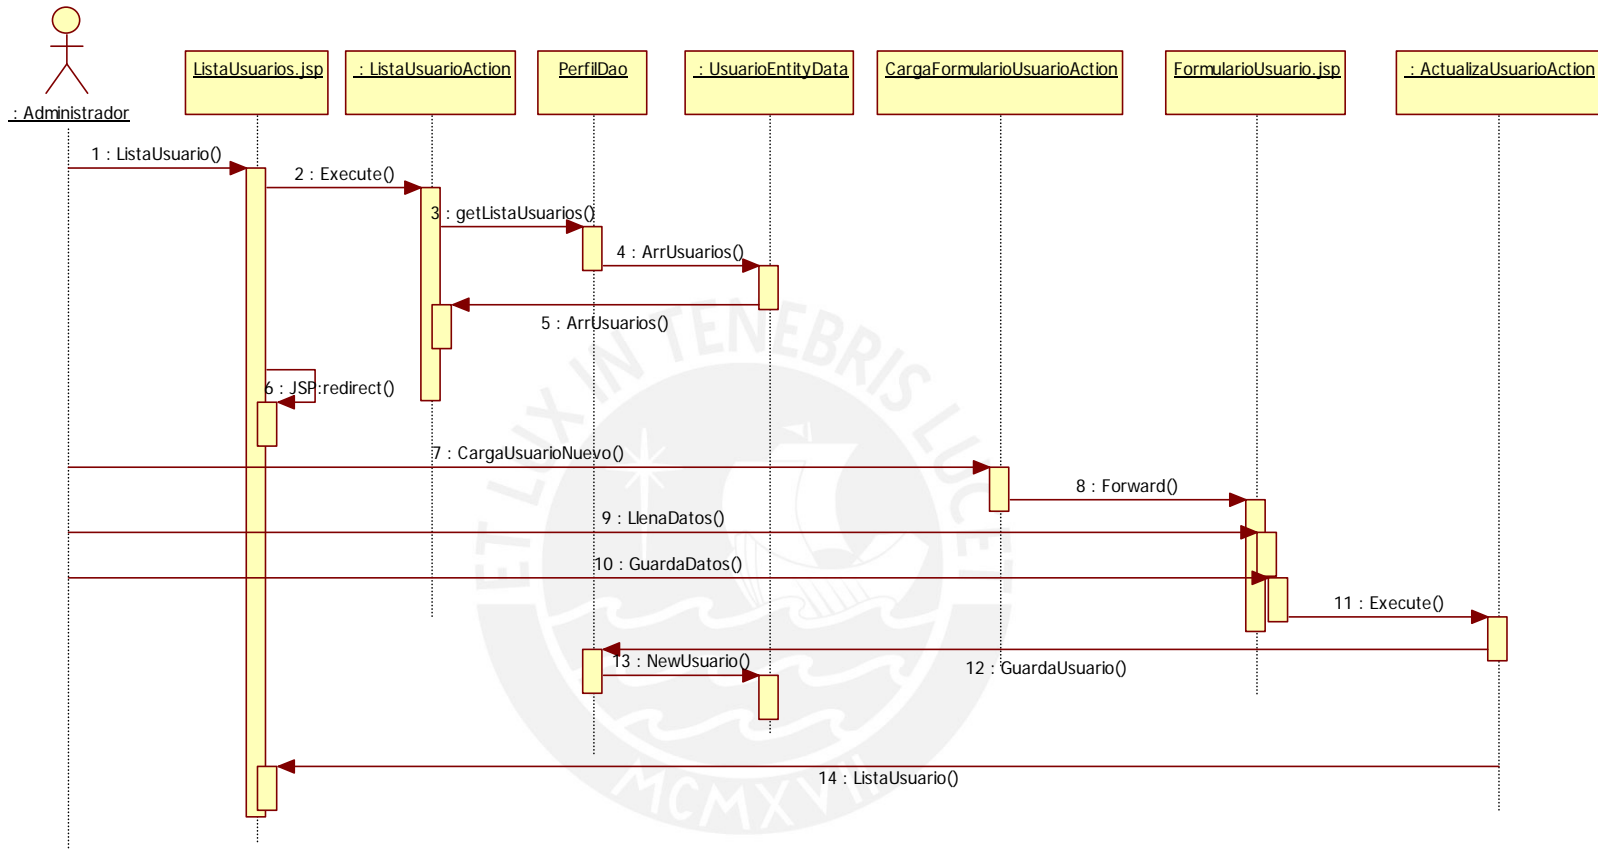 : Administrador
ListaUsuarios.jsp
: ListaUsuarioAction
PerfilDao
: UsuarioEntityData
CargaFormularioUsuarioAction
FormularioUsuario.jsp
: ActualizaUsuarioAction
1 : ListaUsuario()
2 : Execute()
3 : getListaUsuarios()
4 : ArrUsuarios()
5 : ArrUsuarios()
6 : JSP:redirect()
7 : CargaUsuarioNuevo()
8 : Forward()
9 : LlenaDatos()
10 : GuardaDatos()
11 : Execute()
12 : GuardaUsuario()
13 : NewUsuario()
14 : ListaUsuario()
ET LUX IN TENEBRIS LUCET
MCMXVII